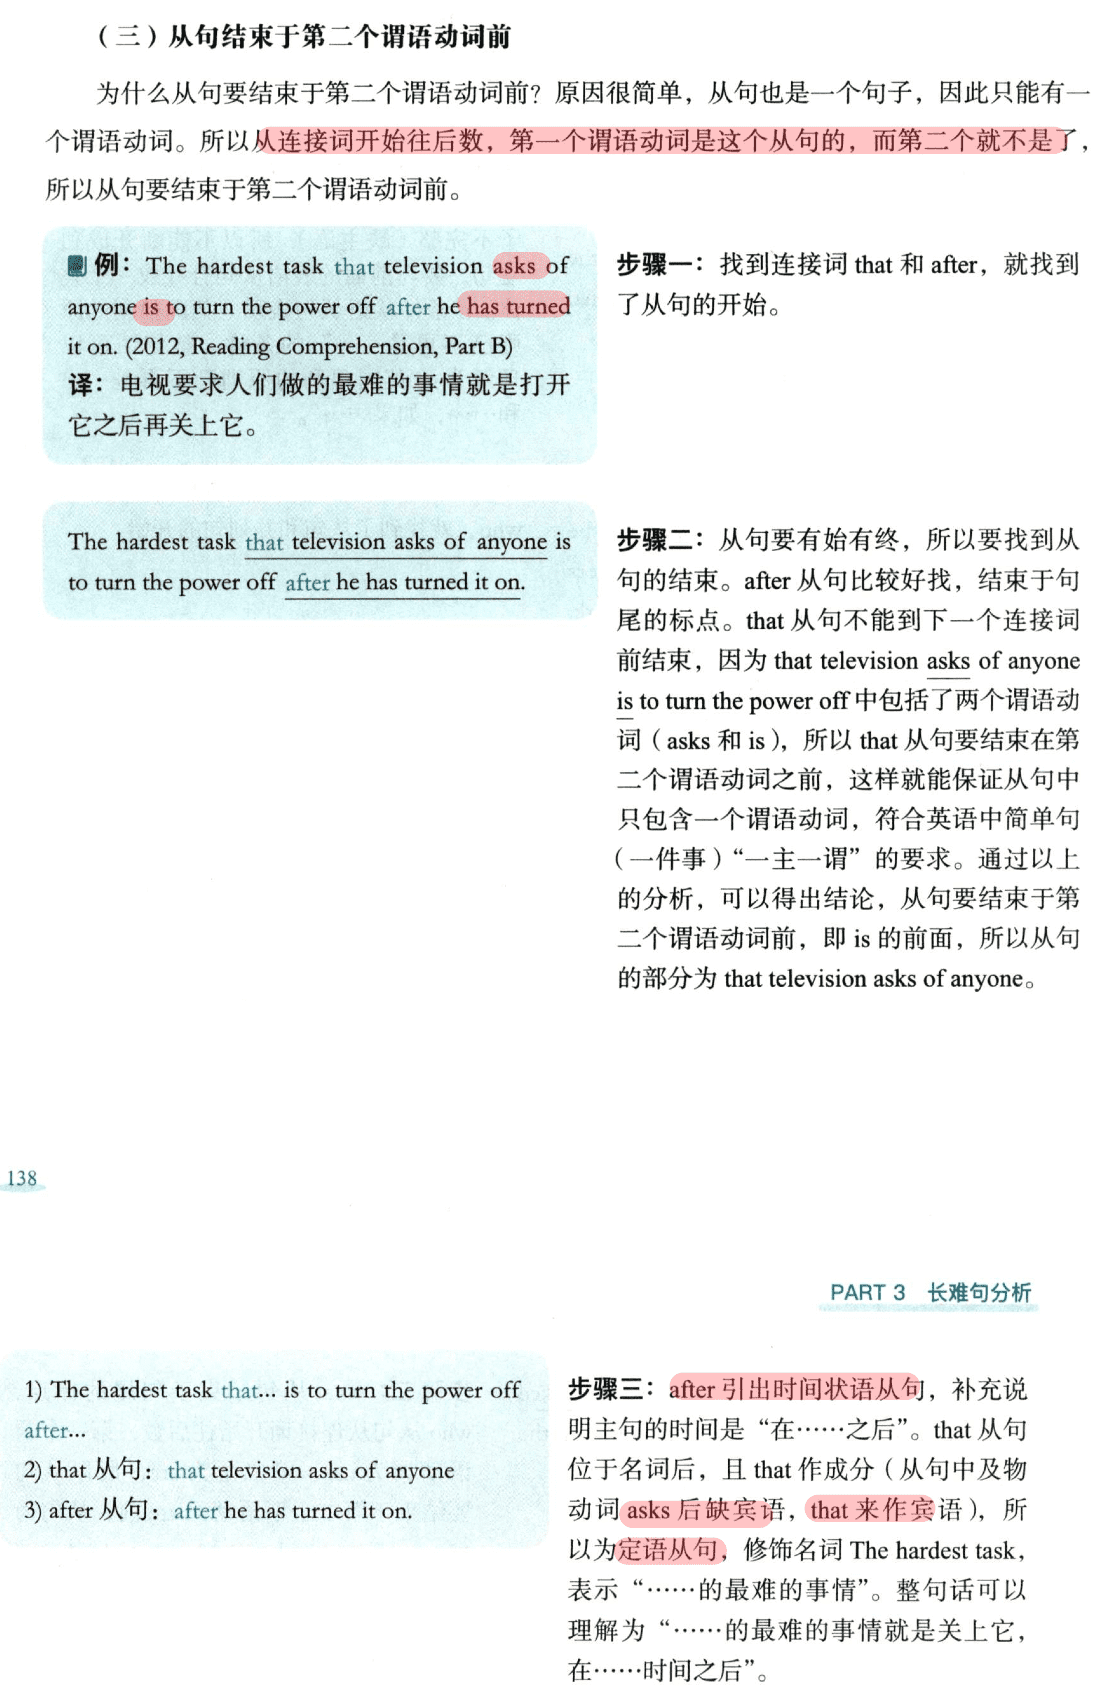 （三）从句结束于第二个谓语动词前
为什么从句要结束于第二个谓语动词前？原因很简单，从句也是一个句子，因此只能有一
个谓语动词。所以从连接词开始往后数，第一个谓语动词是这个从句的，而第二个就不是了，
所以从句要结束于第二个谓语动词前。
例：The hardest task that television asks of
anyone is to turn the power off after he has turned
it on. (2012, Reading Comprehension, Part B)
译：电视要求人们做的最难的事情就是打开
它之后再关上它。
步骤一：找到连接词 that 和 after，就找到
了从句的开始。
The hardest task that television asks of anyone is
to turn the power off after he has turned it on.
步骤二：从句要有始有终，所以要找到从
句的结束。after 从句比较好找，结束于句
尾的标点。that 从句不能到下一个连接词
前结束，因为 that television asks of anyone
is to turn the power off 中包括了两个谓语动
词（asks 和 is），所以 that 从句要结束在第
二个谓语动词之前，这样就能保证从句中
只包含一个谓语动词，符合英语中简单句
（一件事）“一主一谓”的要求。通过以上
的分析，可以得出结论，从句要结束于第
二个谓语动词前，即 is 的前面，所以从句
的部分为 that television asks of anyone。
138
PART 3 长难句分析
1) The hardest task that... is to turn the power off
after...
2) that 从句：that television asks of anyone
3) after 从句：after he has turned it on.
步骤三：after 引出时间状语从句，补充说
明主句的时间是“在……之后”。that 从句
位于名词后，且 that 作成分（从句中及物
动词 asks 后缺宾语，that 来作宾语），所
以为定语从句，修饰名词 The hardest task，
表示“……的最难的事情”。整句话可以
理解为“……的最难的事情就是关上它，
在……时间之后”。